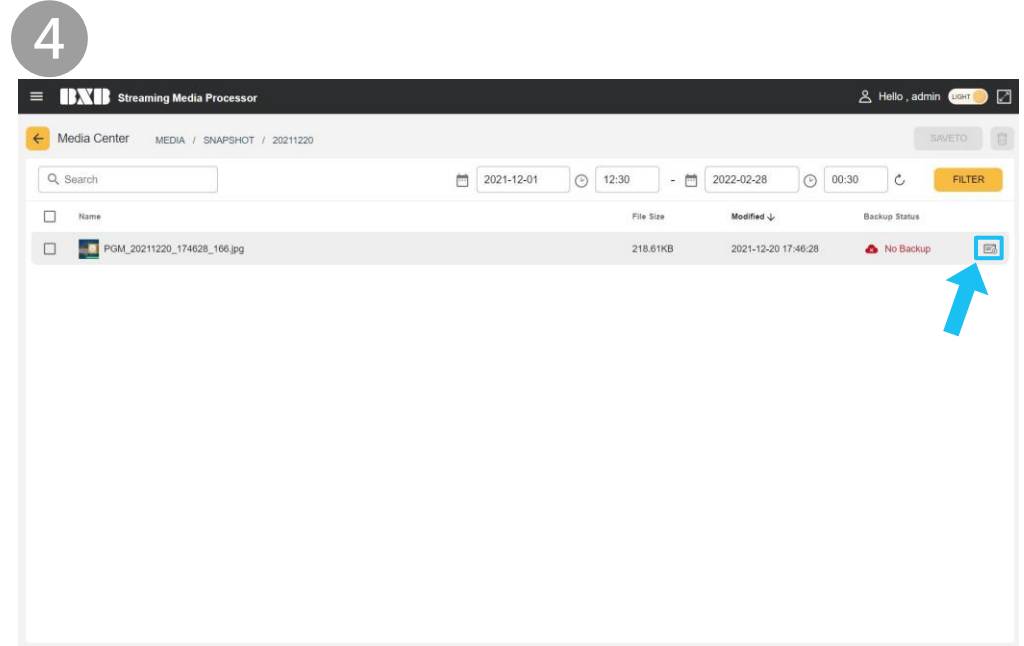 4
BXB Streaming Media Processor Hello , admin LIGHT
Media Center MEDIA / SNAPSHOT / 20211220 SAVETO
Search 2021-12-01 12:30 - 2022-02-28 00:30 FILTER
Name File Size Modified Backup Status
PGM_20211220_174628_166.jpg 218.61KB 2021-12-20 17:46:28 No Backup